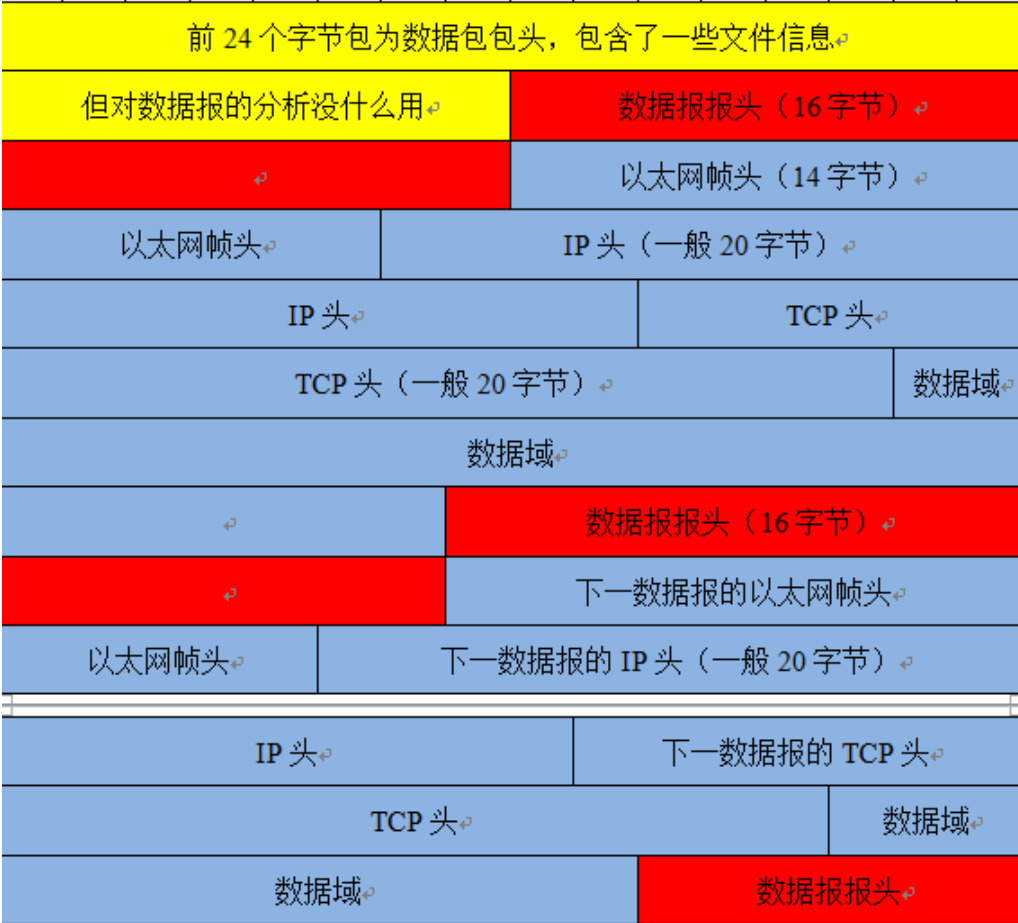 前 24 个字节包为数据包包头，包含了一些文件信息
但对数据报的分析没什么用
数据报报头（16 字节）
以太网帧头（14 字节）
以太网帧头
IP 头（一般 20 字节）
IP 头
TCP 头
TCP 头（一般 20 字节）
数据域
数据域
数据报报头（16 字节）
下一数据报的以太网帧头
以太网帧头
下一数据报的 IP 头（一般 20 字节）
IP 头
下一数据报的 TCP 头
TCP 头
数据域
数据域
数据报报头